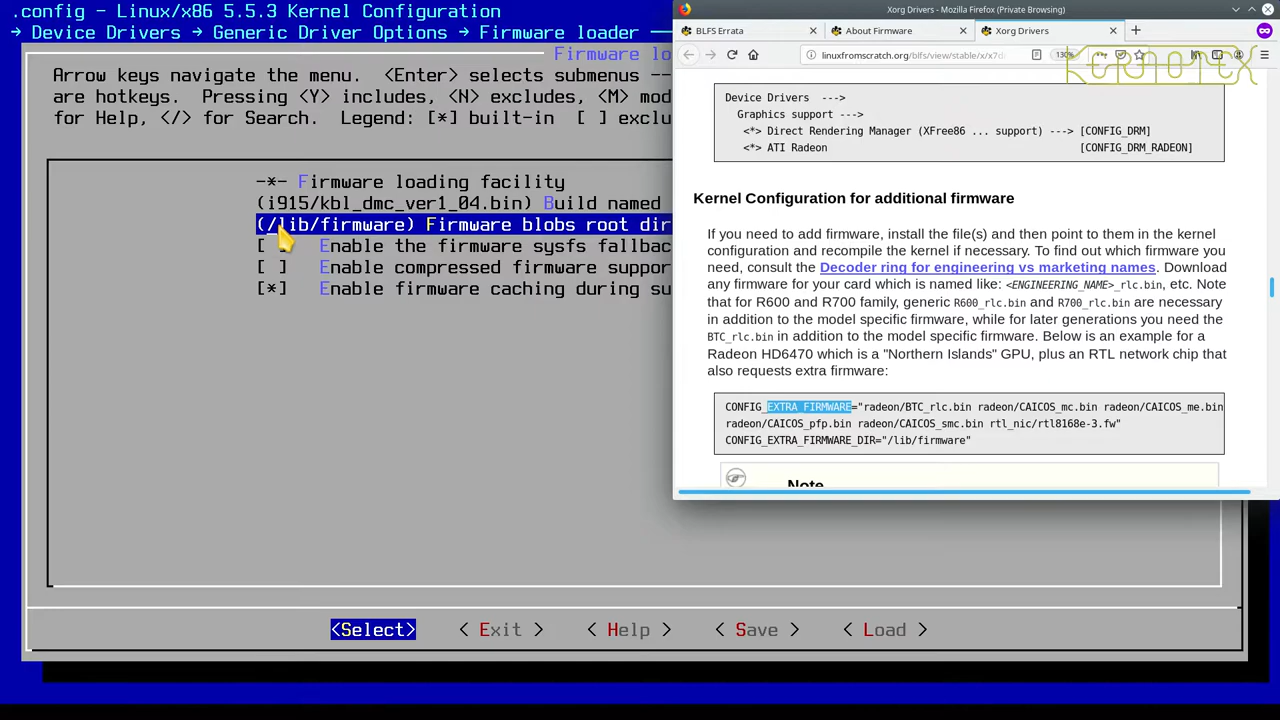 .config - Linux/x86 5.5.3 Kernel Configuration
→ Device Drivers → Generic Driver Options → Firmware loader
Firmware lo
Arrow keys navigate the menu. <Enter> selects submenus --
are hotkeys. Pressing <Y> includes, <N> excludes, <M> mod
for Help, </> for Search. Legend: [*] built-in [ ] exclu
-*- Firmware loading facility
(i915/kbl_dmc_ver1_04.bin) Build named
(/lib/firmware) Firmware blobs root dir
[ ] Enable the firmware sysfs fallbac
[ ] Enable compressed firmware suppor
[*] Enable firmware caching during su
<Select> < Exit > < Help > < Save > < Load >
Xorg Drivers - Mozilla Firefox (Private Browsing)
BLFS Errata
About Firmware
Xorg Drivers
linuxfromscratch.org/blfs/view/stable/x/x7d
130%
KERNOTEX
Device Drivers --->
Graphics support --->
<*> Direct Rendering Manager (XFree86 ... support) ---> [CONFIG_DRM]
<*> ATI Radeon [CONFIG_DRM_RADEON]
Kernel Configuration for additional firmware
If you need to add firmware, install the file(s) and then point to them in the kernel
configuration and recompile the kernel if necessary. To find out which firmware you
need, consult the Decoder ring for engineering vs marketing names. Download
any firmware for your card which is named like: <ENGINEERING_NAME>_rlc.bin, etc. Note
that for R600 and R700 family, generic R600_rlc.bin and R700_rlc.bin are necessary
in addition to the model specific firmware, while for later generations you need the
BTC_rlc.bin in addition to the model specific firmware. Below is an example for a
Radeon HD6470 which is a "Northern Islands" GPU, plus an RTL network chip that
also requests extra firmware:
CONFIG_EXTRA_FIRMWARE="radeon/BTC_rlc.bin radeon/CAICOS_mc.bin radeon/CAICOS_me.bin
radeon/CAICOS_pfp.bin radeon/CAICOS_smc.bin rtl_nic/rtl8168e-3.fw"
CONFIG_EXTRA_FIRMWARE_DIR="/lib/firmware"
Note